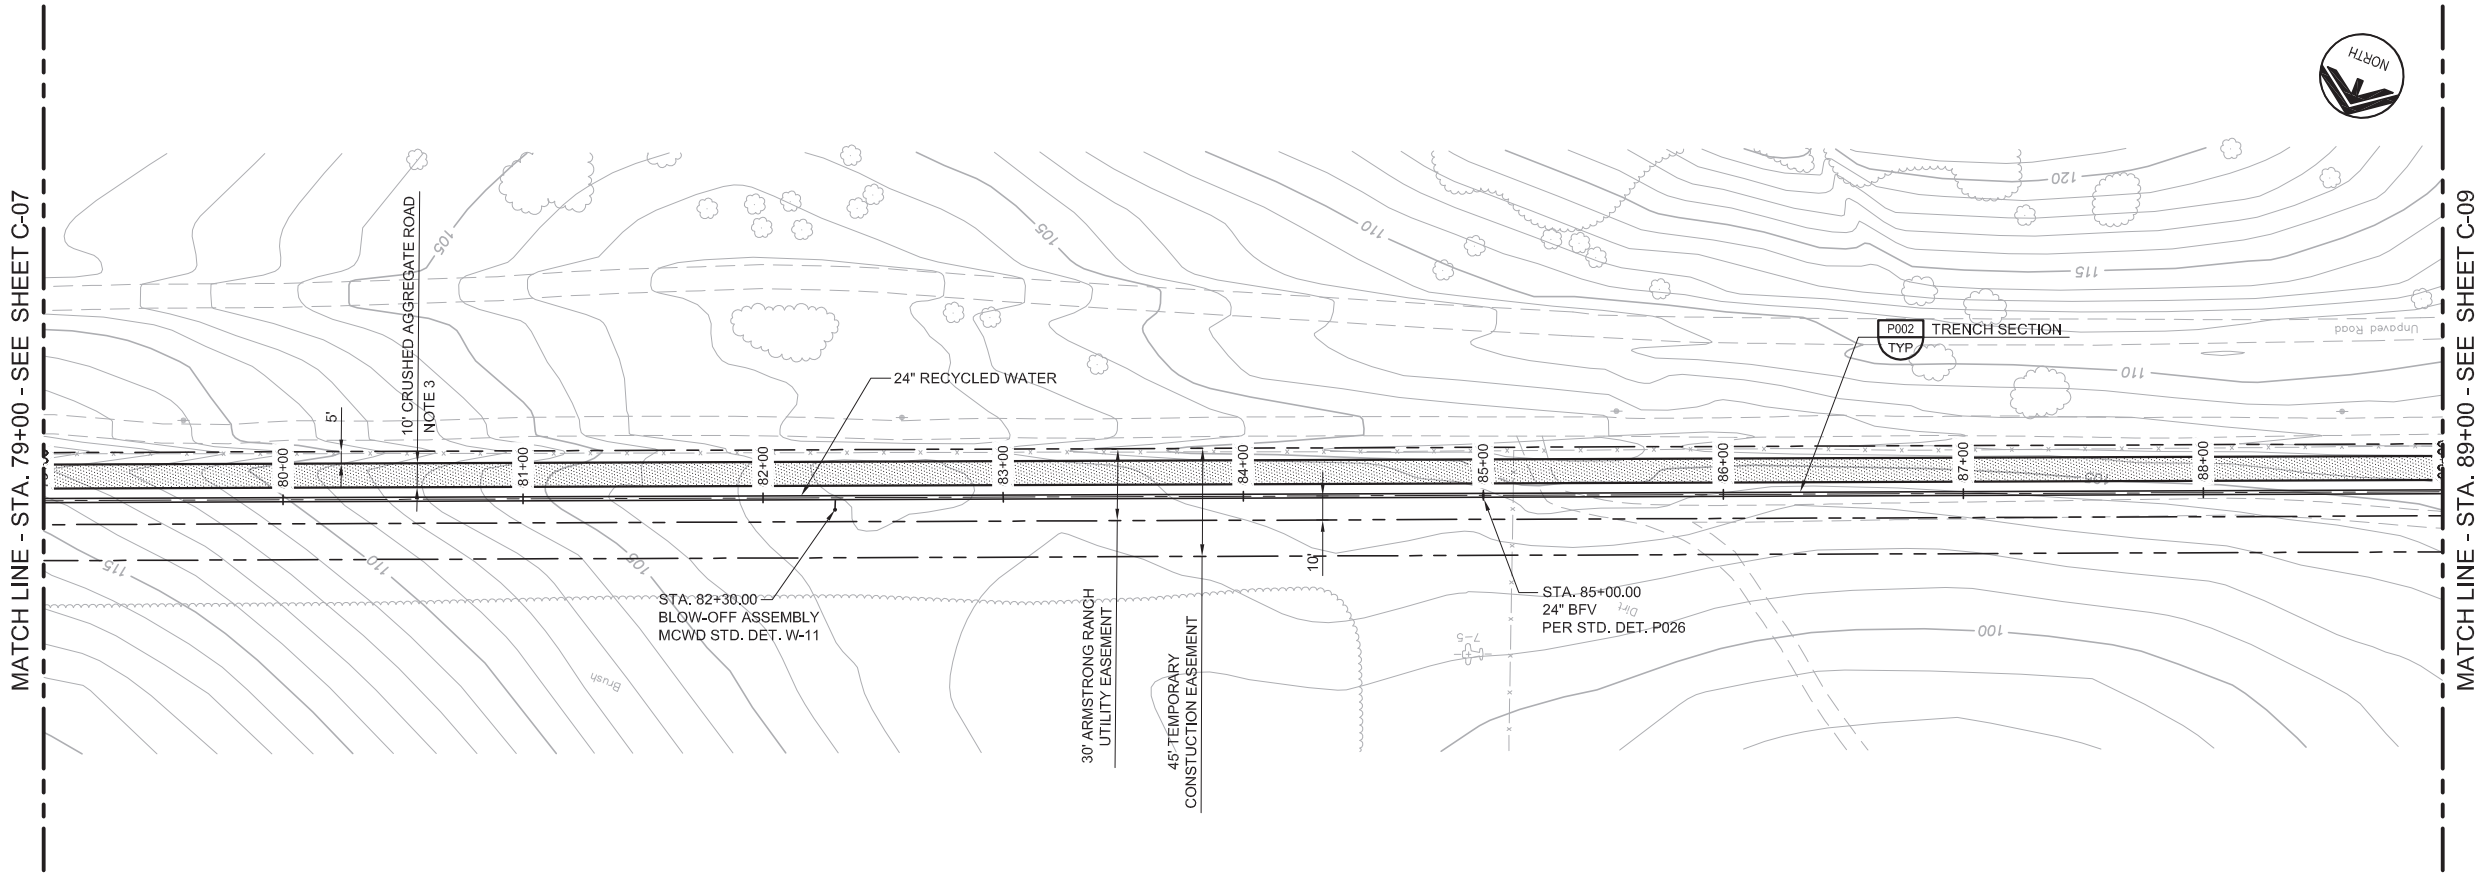 MATCH LINE - STA. 79+00 - SEE SHEET C-07
NORTH
105
105
110
120
115
10' CRUSHED AGGREGATE ROAD
NOTE 3
5'
24" RECYCLED WATER
P002
TYP
TRENCH SECTION
Unpaved Road
110
80+00
81+00
82+00
83+00
84+00
85+00
86+00
87+00
88+00
105
115
110
105
10'
STA. 82+30.00
BLOW-OFF ASSEMBLY
MCWD STD. DET. W-11
30' ARMSTRONG RANCH
UTILITY EASEMENT
45' TEMPORARY
CONSTUCTION EASEMENT
STA. 85+00.00
24" BFV
PER STD. DET. P026
Dirt
7-5
100
Brush
MATCH LINE - STA. 89+00 - SEE SHEET C-09